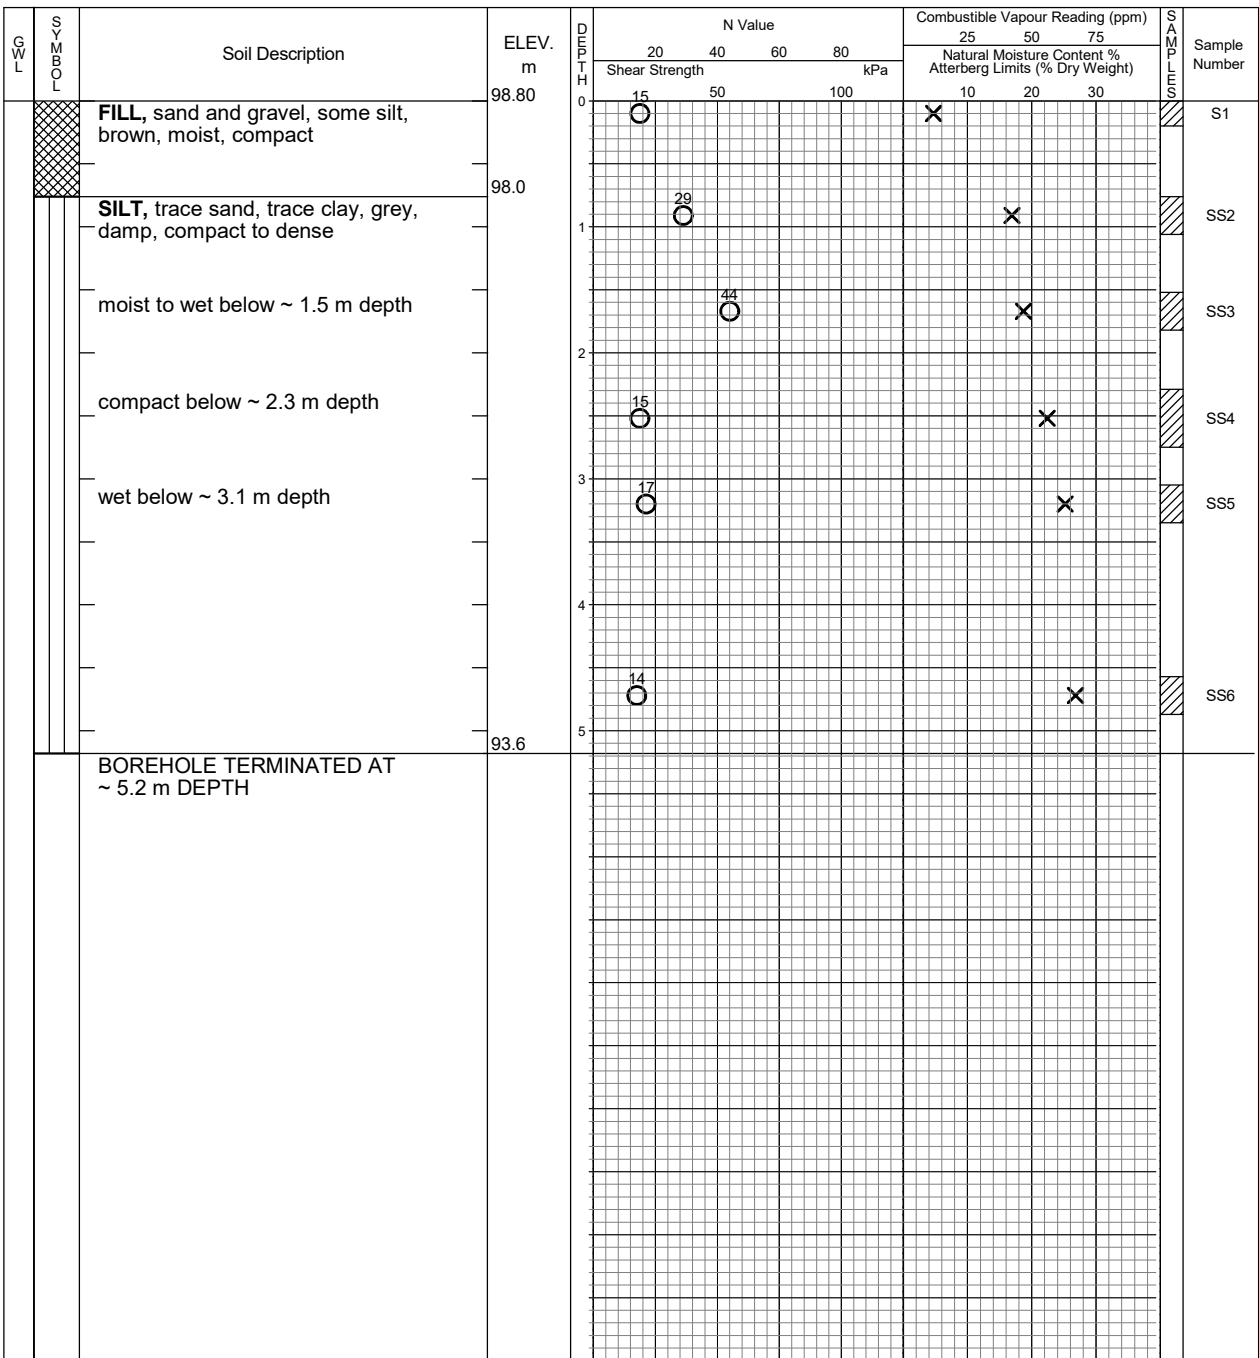 GWL
SYMBOL
Soil Description
ELEV.
m
DEPTH
N Value
20 40 60 80
Shear Strength kPa
50 100
Combustible Vapour Reading (ppm)
25 50 75
Natural Moisture Content %
Atterberg Limits (% Dry Weight)
10 20 30
SAMPLES
Sample
Number
98.80
0
15
S1
FILL, sand and gravel, some silt,
brown, moist, compact
98.0
SILT, trace sand, trace clay, grey,
damp, compact to dense
29
SS2
1
moist to wet below ~ 1.5 m depth
44
SS3
2
compact below ~ 2.3 m depth
15
SS4
3
wet below ~ 3.1 m depth
17
SS5
4
14
SS6
5
93.6
BOREHOLE TERMINATED AT
~ 5.2 m DEPTH